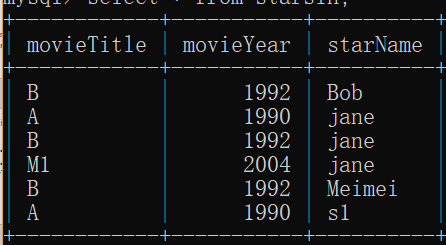 mysql> select * from starsin;
movieTitle movieYear starName
B 1992 Bob
A 1990 jane
B 1992 jane
M1 2004 jane
B 1992 Meimei
A 1990 s1